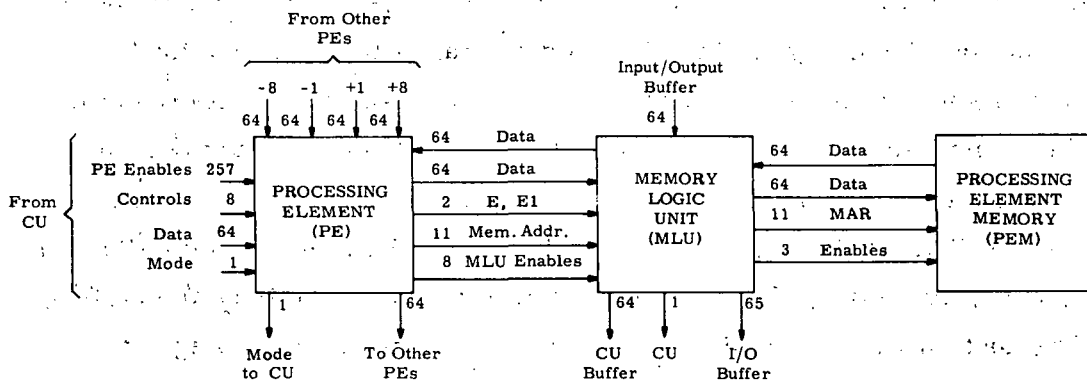 From Other
PEs
-8 -1 +1 +8
64 64 64 64
Input/Output
Buffer
64
From
CU
PE Enables 257
Controls 8
Data 64
Mode 1
PROCESSING
ELEMENT
(PE)
64 Data
64 Data
2 E, E1
11 Mem. Addr.
8 MLU Enables
MEMORY
LOGIC
UNIT
(MLU)
64 Data
64 Data
11 MAR
3 Enables
PROCESSING
ELEMENT
MEMORY
(PEM)
1 64
64 1 65
Mode
to CU
To Other
PEs
CU
Buffer
CU
I/O
Buffer